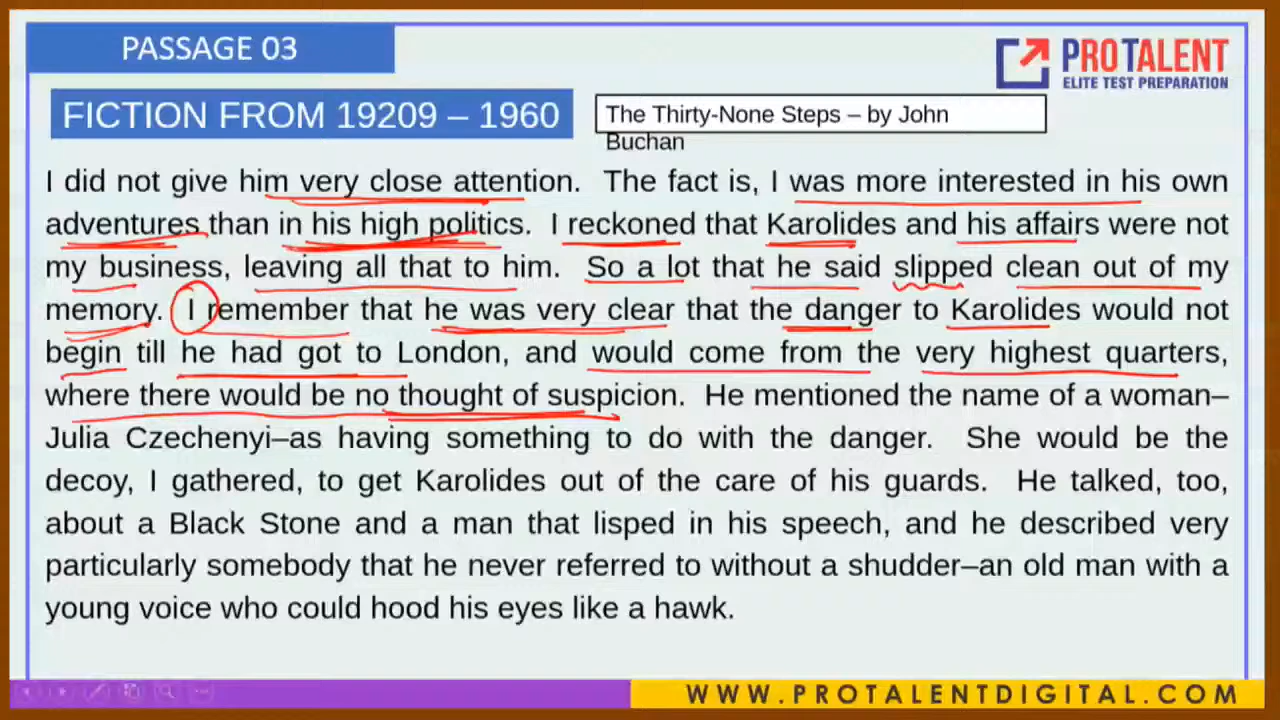 PASSAGE 03
PROTALENT
ELITE TEST PREPARATION
FICTION FROM 19209 – 1960
The Thirty-None Steps – by John
Buchan
I did not give him very close attention. The fact is, I was more interested in his own
adventures than in his high politics. I reckoned that Karolides and his affairs were not
my business, leaving all that to him. So a lot that he said slipped clean out of my
memory. I remember that he was very clear that the danger to Karolides would not
begin till he had got to London, and would come from the very highest quarters,
where there would be no thought of suspicion. He mentioned the name of a woman–
Julia Czechenyi–as having something to do with the danger. She would be the
decoy, I gathered, to get Karolides out of the care of his guards. He talked, too,
about a Black Stone and a man that lisped in his speech, and he described very
particularly somebody that he never referred to without a shudder–an old man with a
young voice who could hood his eyes like a hawk.
WWW.PROTALENTDIGITAL.COM